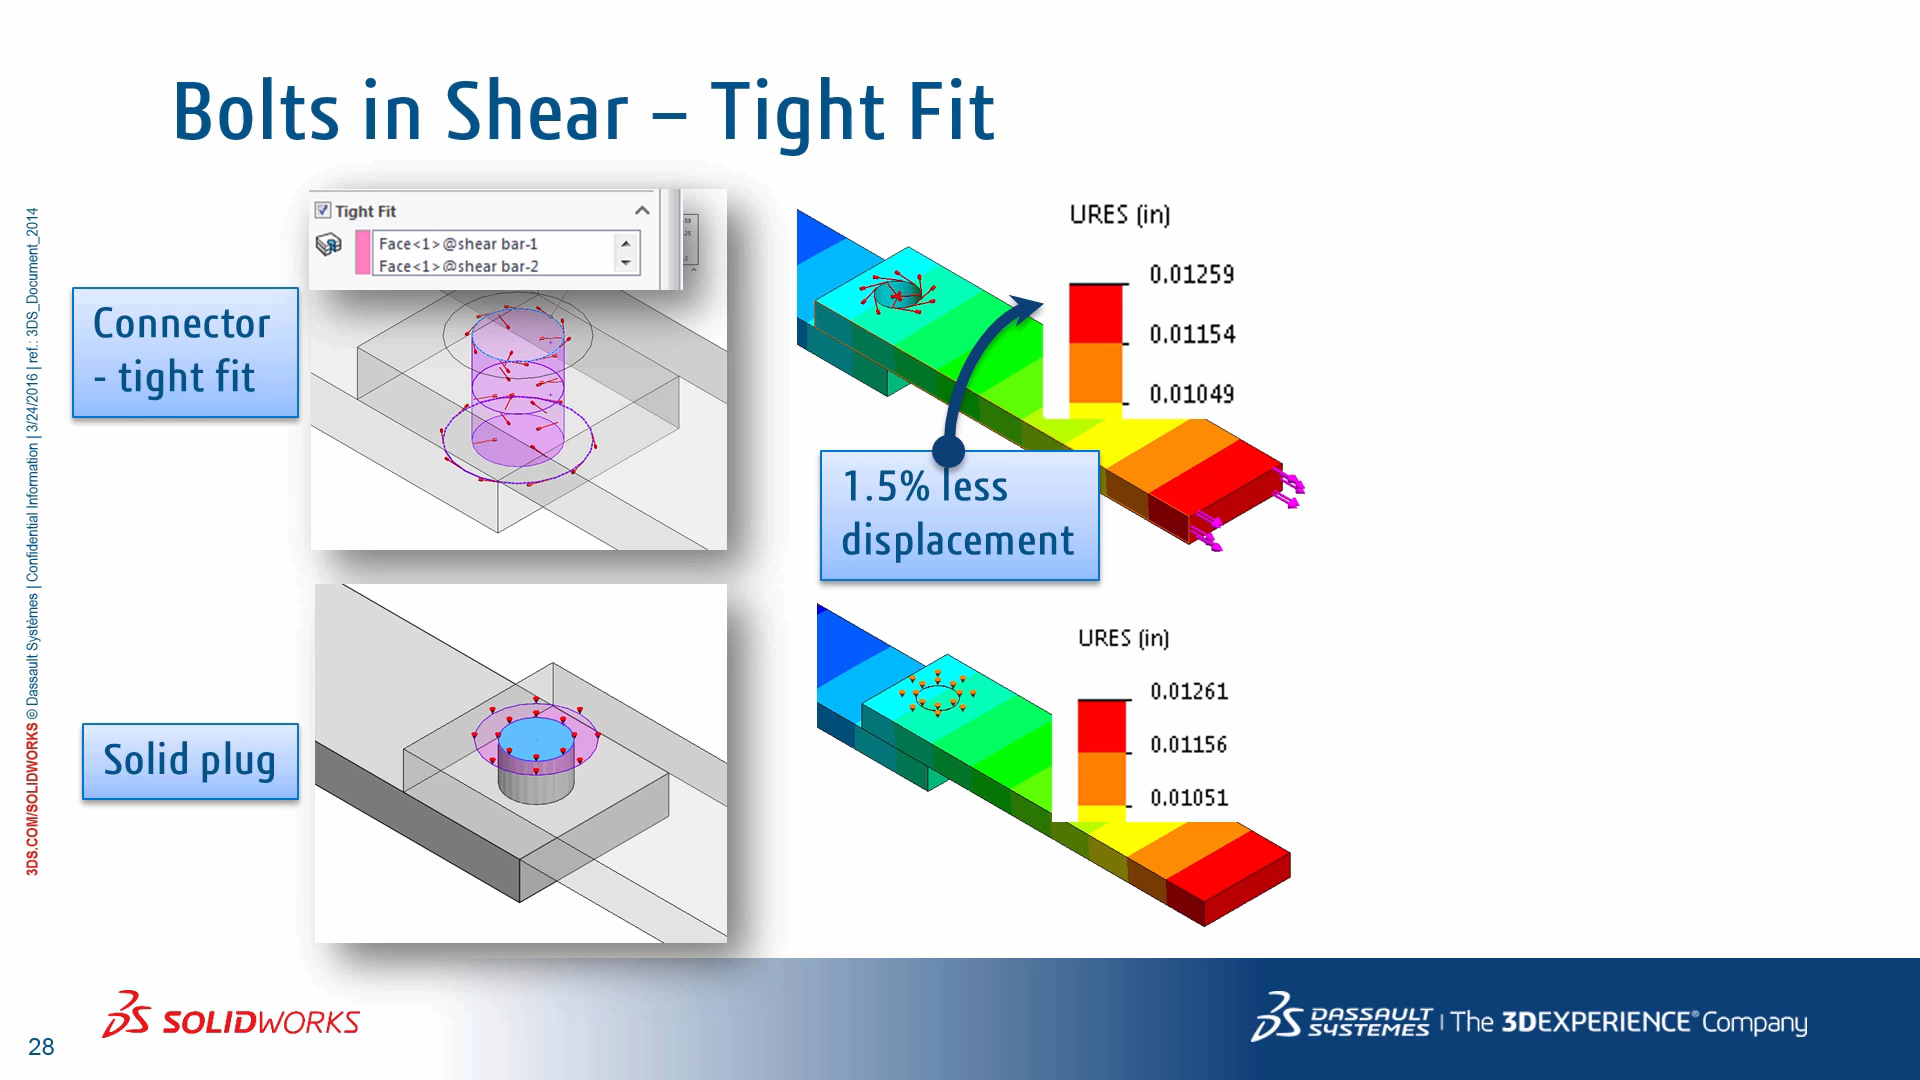 Bolts in Shear – Tight Fit
Tight Fit
Face<1>@shear bar-1
Face<1>@shear bar-2
Connector
- tight fit
URES (in)
0.01259
0.01154
0.01049
1.5% less
displacement
Solid plug
URES (in)
0.01261
0.01156
0.01051
3DS.COM/SOLIDWORKS © Dassault Systèmes | Confidential Information | 3/24/2016 | ref.: 3DS_Document_2014
SOLIDWORKS
DASSAULT SYSTEMES | The 3DEXPERIENCE® Company
28